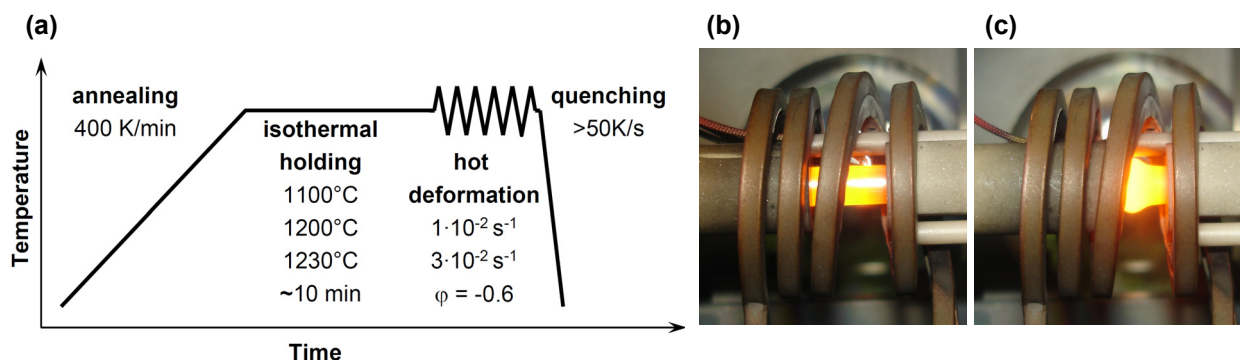 (a)
(b)
(c)
Temperature
annealing
400 K/min
isothermal
holding
1100°C
1200°C
1230°C
~10 min
hot
deformation
1·10⁻² s⁻¹
3·10⁻² s⁻¹
φ = -0.6
quenching
>50K/s
Time